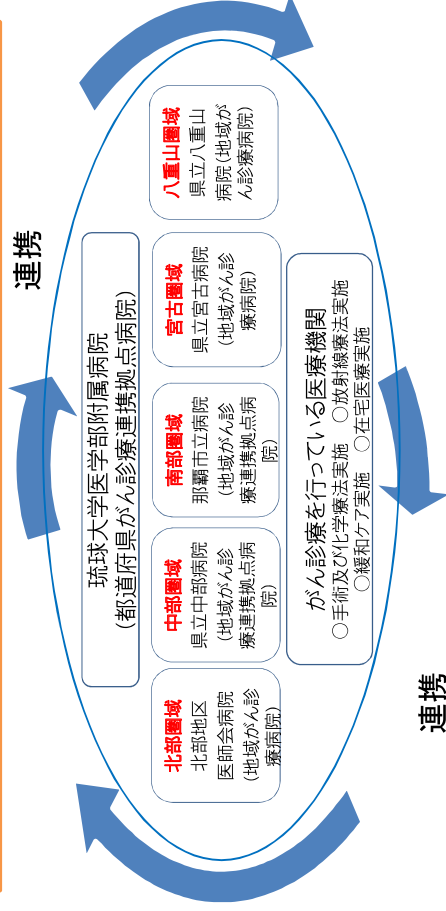 連携
琉球大学医学部附属病院
(都道府県がん診療連携拠点病院)
北部圏域
北部地区
医師会病院
(地域がん診
療病院)
中部圏域
県立中部病院
(地域がん診
療連携拠点病
院)
南部圏域
那覇市立病院
(地域がん診
療連携拠点病
院)
宮古圏域
県立宮古病院
(地域がん診
療病院)
八重山圏域
県立八重山
病院(地域が
ん診療病院)
がん診療を行っている医療機関
○手術及び化学療法実施　○放射線療法実施
○緩和ケア実施　○在宅医療実施
連携